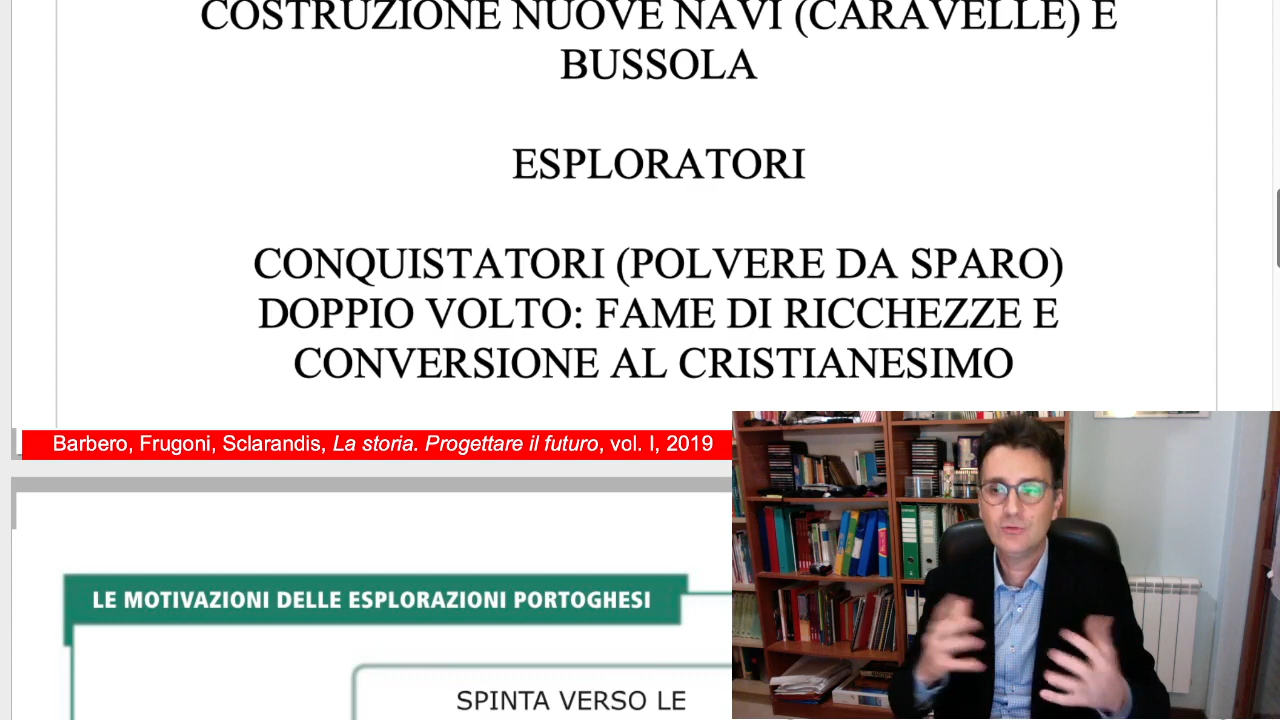 COSTRUZIONE NUOVE NAVI (CARAVELLE) E
BUSSOLA
ESPLORATORI
CONQUISTATORI (POLVERE DA SPARO)
DOPPIO VOLTO: FAME DI RICCHEZZE E
CONVERSIONE AL CRISTIANESIMO
Barbero, Frugoni, Sclarandis, La storia. Progettare il futuro, vol. I, 2019
LE MOTIVAZIONI DELLE ESPLORAZIONI PORTOGHESI
SPINTA VERSO LE